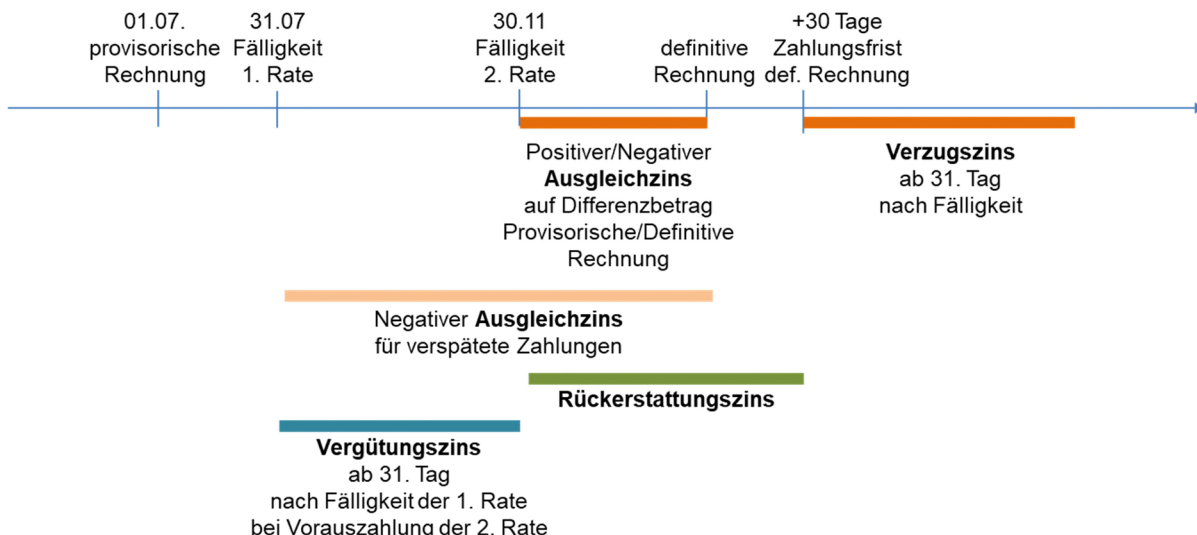 01.07.
provisorische
Rechnung
31.07
Fälligkeit
1. Rate
30.11
Fälligkeit
2. Rate
definitive
Rechnung
+30 Tage
Zahlungsfrist
def. Rechnung
Positiver/Negativer
Ausgleichzins
auf Differenzbetrag
Provisorische/Definitive
Rechnung
Verzugszins
ab 31. Tag
nach Fälligkeit
Negativer Ausgleichzins
für verspätete Zahlungen
Rückerstattungszins
Vergütungszins
ab 31. Tag
nach Fälligkeit der 1. Rate
bei Vorauszahlung der 2. Rate